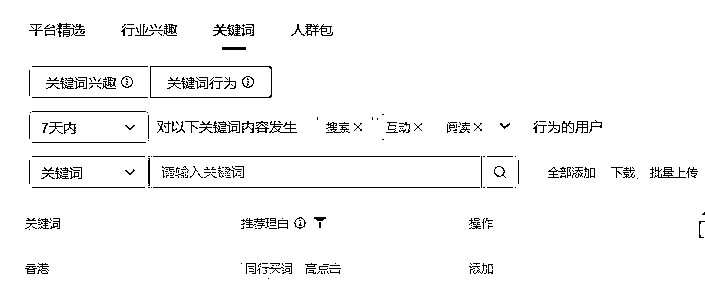 平台精选 行业兴趣 关键词 人群包
关键词兴趣 关键词行为
7天内 对以下关键词内容发生 搜索 互动 阅读 行为的用户
关键词 请输入关键词 全部添加 下载 批量上传
关键词 推荐理由 操作
香港 同行买词 高点击 添加